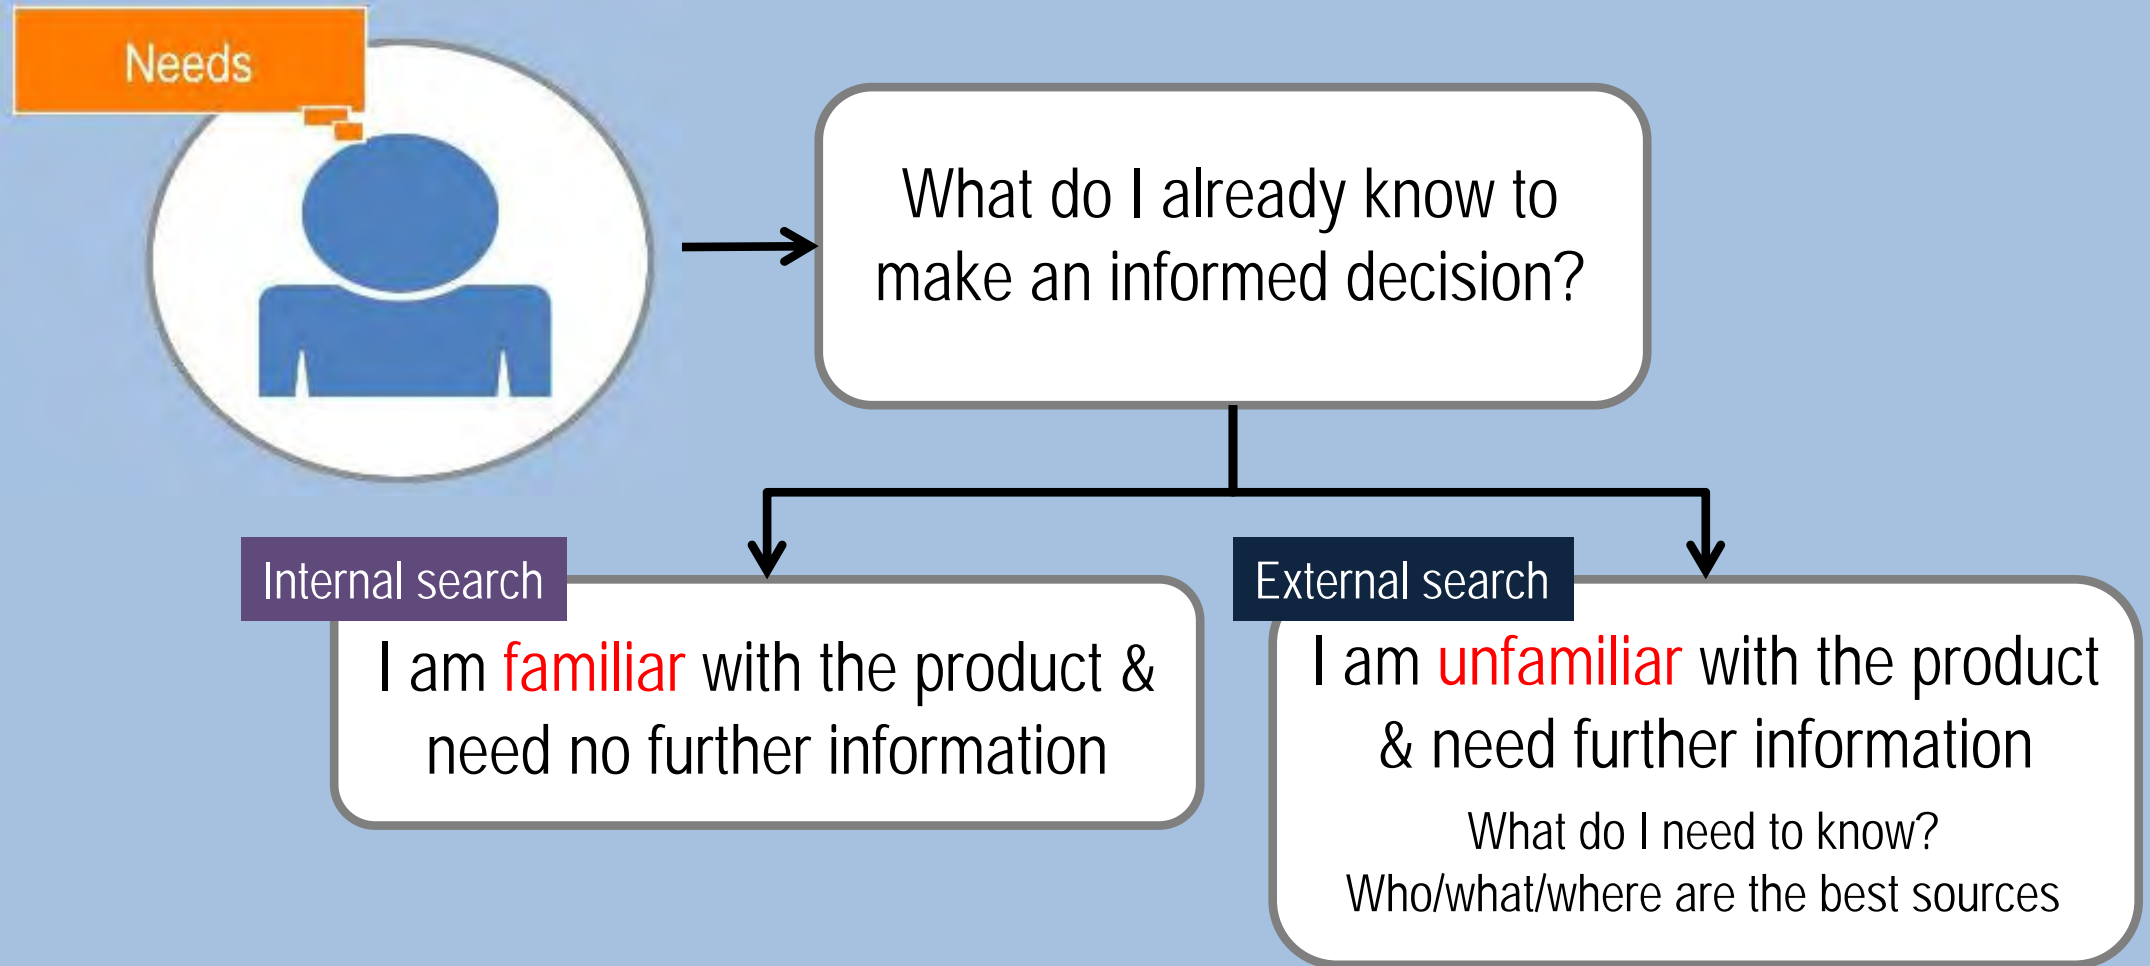 Needs
What do I already know to
make an informed decision?
Internal search
I am familiar with the product &
need no further information
External search
I am unfamiliar with the product
& need further information
What do I need to know?
Who/what/where are the best sources